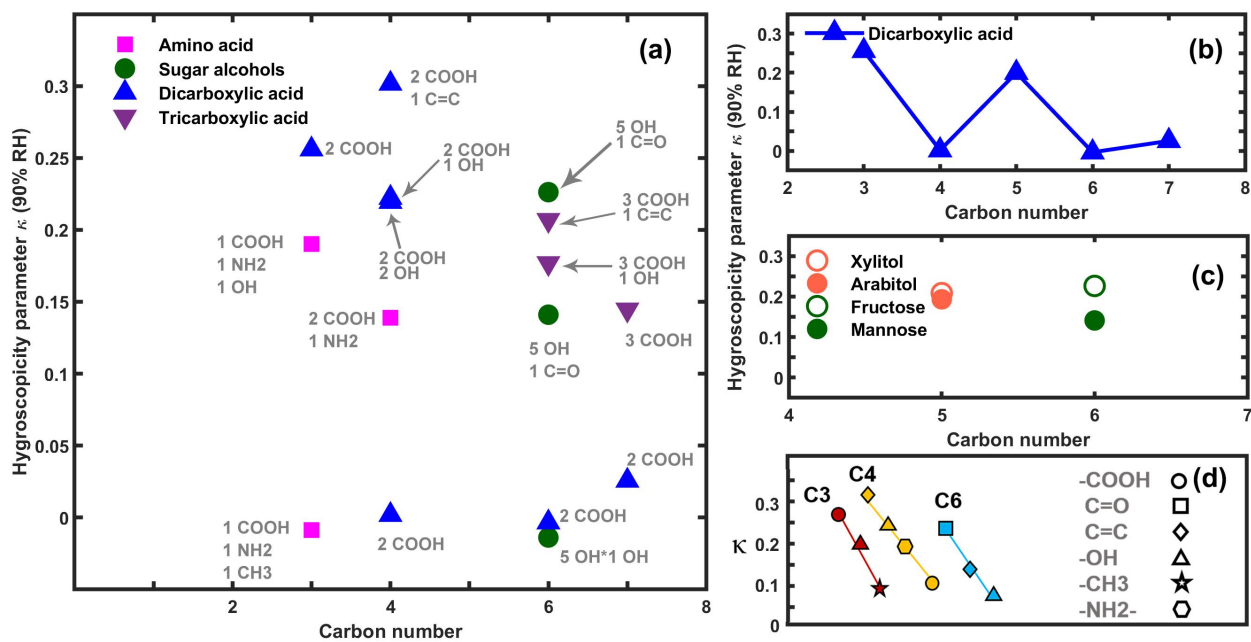 (a)
Amino acid
Sugar alcohols
Dicarboxylic acid
Tricarboxylic acid
Hygroscopicity parameter κ (90% RH)
0.3
0.25
0.2
0.15
0.1
0.05
0
2 COOH
1 C=C
2 COOH
2 COOH
1 OH
5 OH
1 C=O
3 COOH
1 C=C
1 COOH
1 NH2
1 OH
2 COOH
2 OH
3 COOH
1 OH
2 COOH
1 NH2
5 OH
1 C=O
3 COOH
2 COOH
1 COOH
1 NH2
1 CH3
2 COOH
2 COOH
5 OH*1 OH
2 4 6 8
Carbon number
(b)
Dicarboxylic acid
Hygroscopicity parameter κ (90% RH)
0.3
0.2
0.1
0
2 3 4 5 6 7 8
Carbon number
(c)
Xylitol
Arabitol
Fructose
Mannose
0.3
0.2
0.1
0
4 5 6 7
Carbon number
(d)
κ
0.3
0.2
0.1
0
C3
C4
C6
-COOH
C=O
C=C
-OH
-CH3
-NH2-